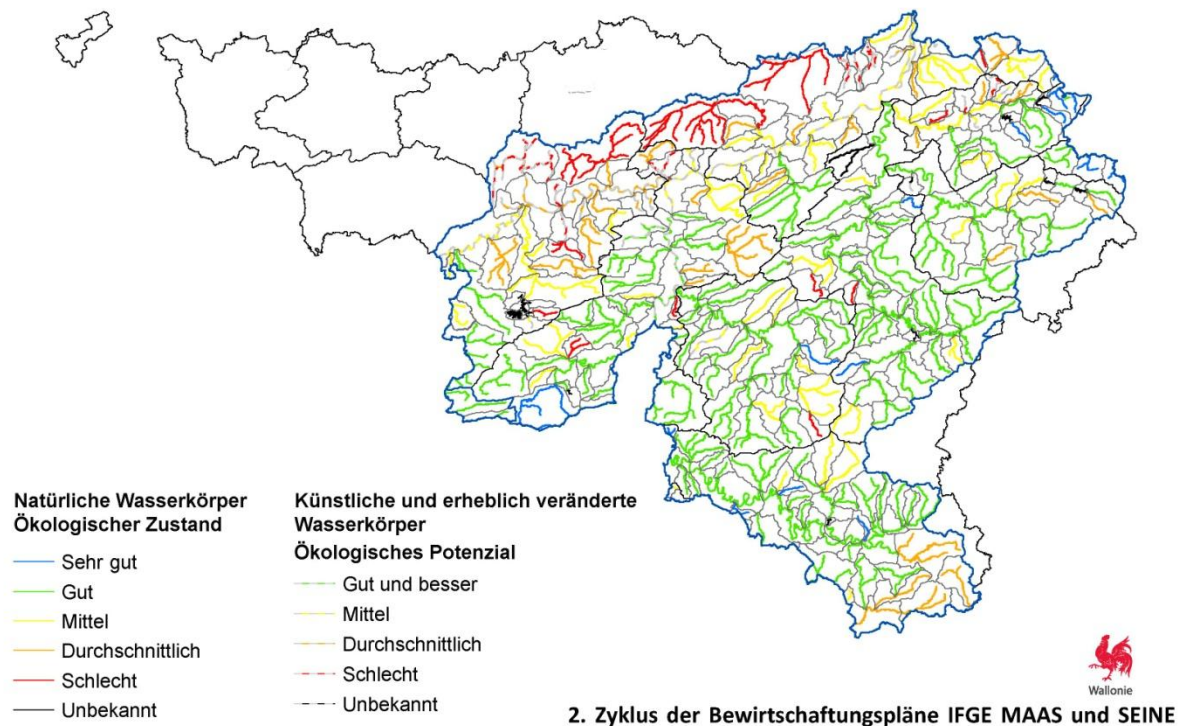 Natürliche Wasserkörper
Ökologischer Zustand
Sehr gut
Gut
Mittel
Durchschnittlich
Schlecht
Unbekannt
Künstliche und erheblich veränderte
Wasserkörper
Ökologisches Potenzial
Gut und besser
Mittel
Durchschnittlich
Schlecht
Unbekannt
Wallonie
2. Zyklus der Bewirtschaftungspläne IFGE MAAS und SEINE